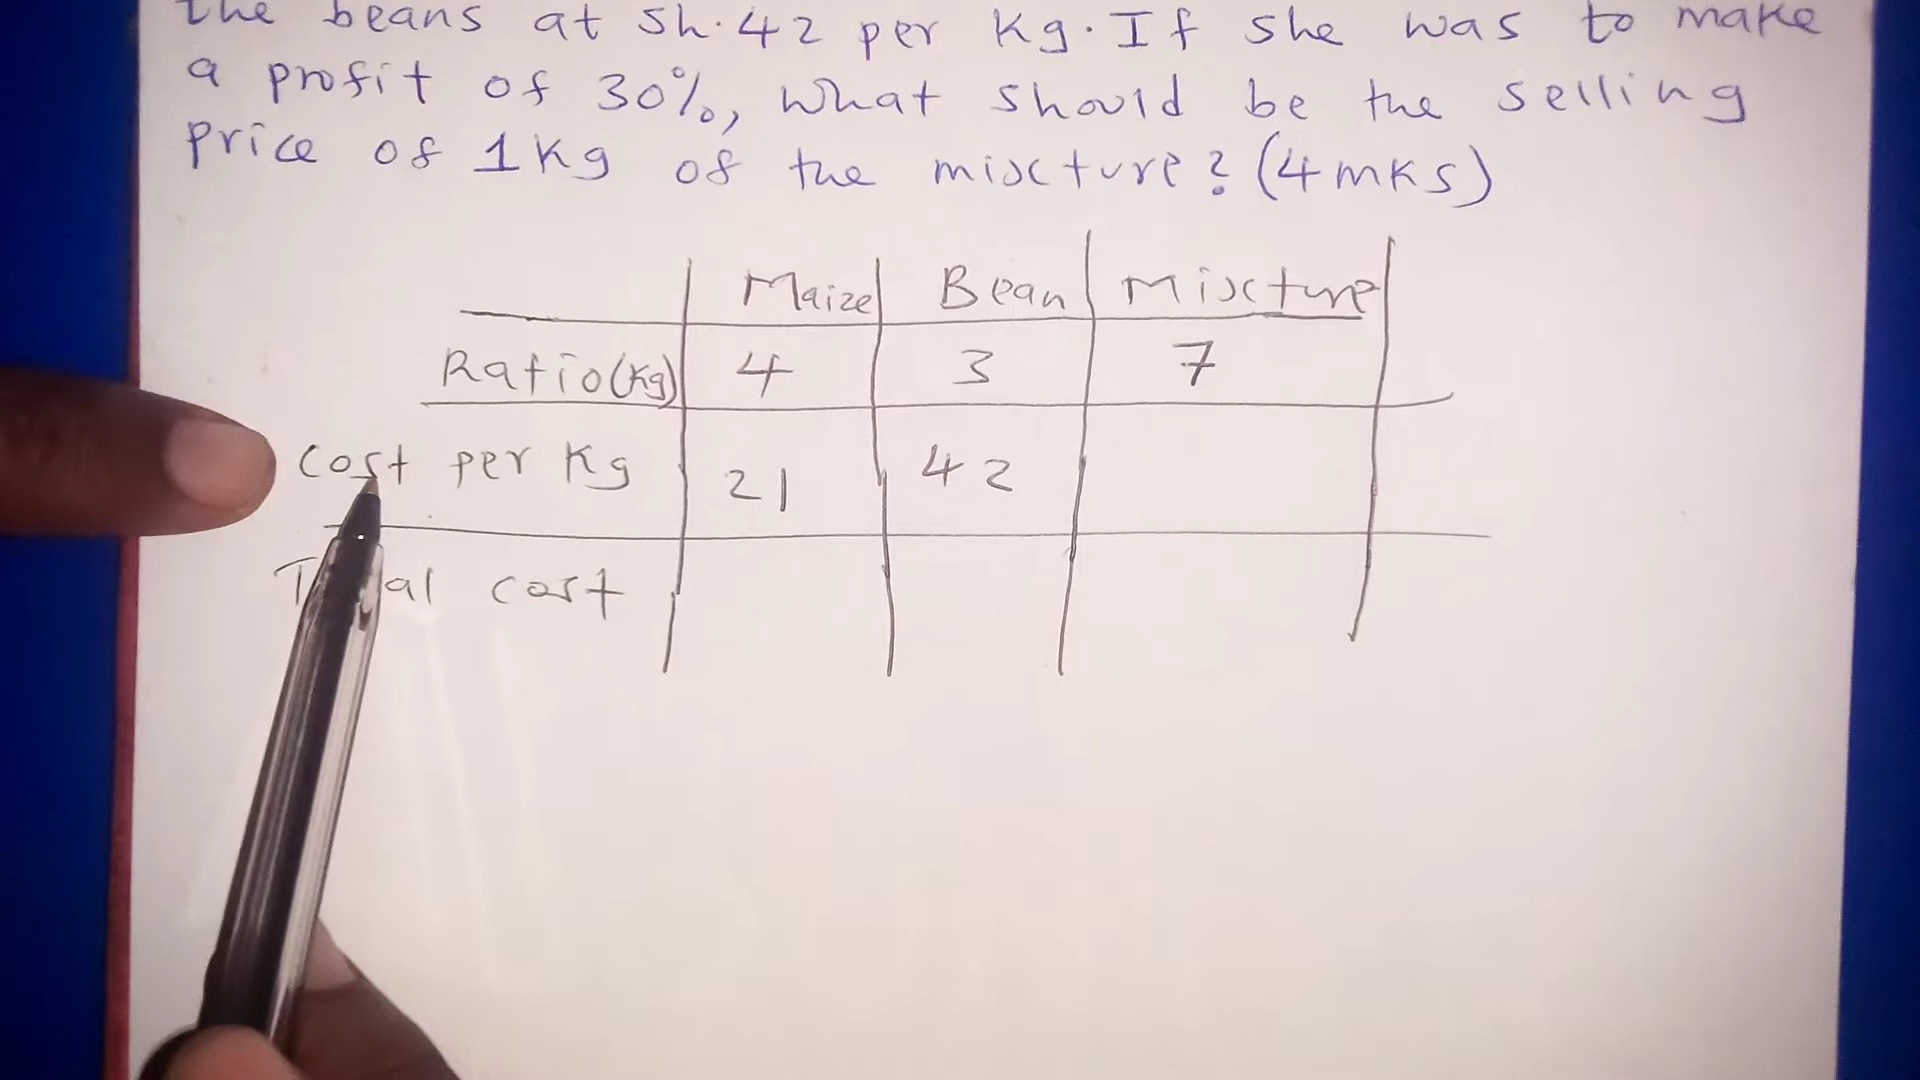 the beans at sh.42 per kg. If she was to make
a profit of 30%, what should be the selling
price of 1kg of the mixture? (4mks)
Maize Bean Mixture
Ratio(kg) 4 3 7
Cost per kg 21 42
cost